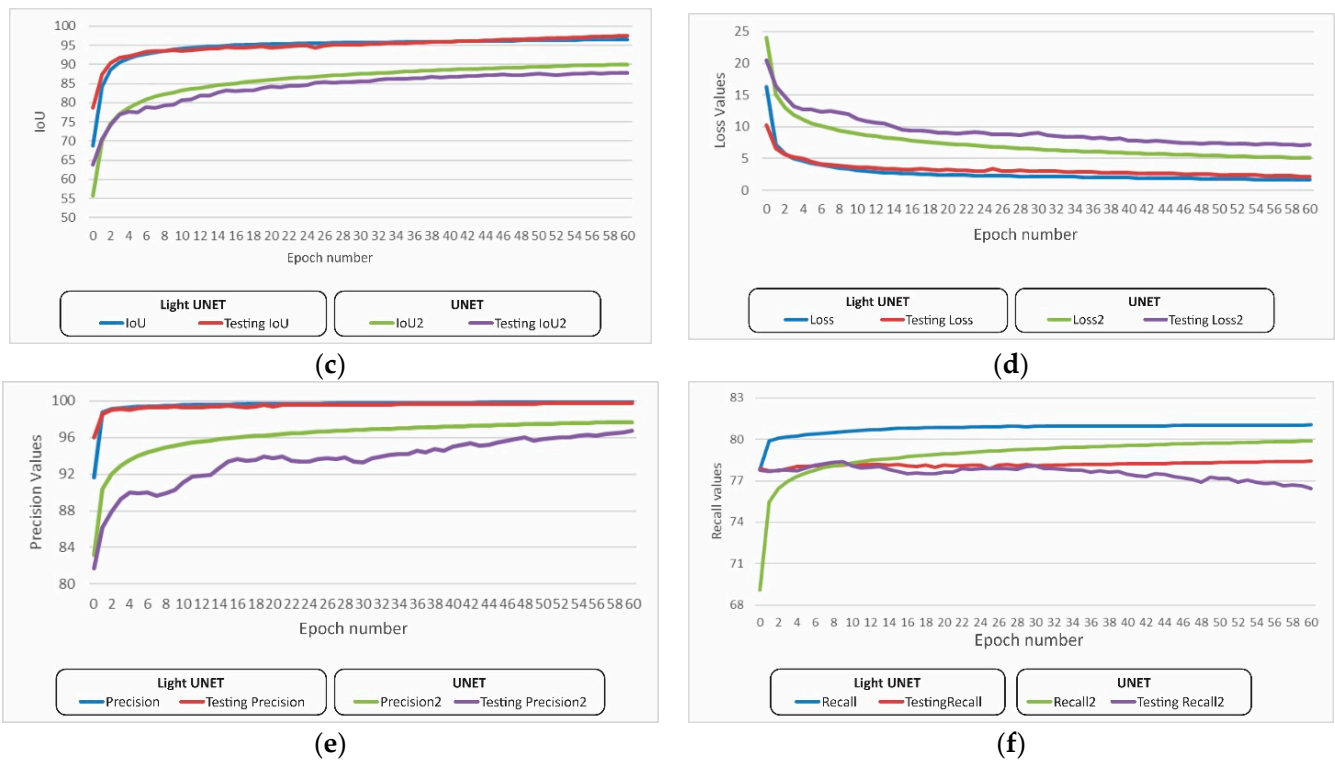 100
95
90
85
80
75
70
65
60
55
50
IoU
0 2 4 6 8 10 12 14 16 18 20 22 24 26 28 30 32 34 36 38 40 42 44 46 48 50 52 54 56 58 60
Epoch number
Light UNET
IoU Testing IoU
UNET
IoU2 Testing IoU2
(c)
25
20
15
10
5
0
Loss Values
0 2 4 6 8 10 12 14 16 18 20 22 24 26 28 30 32 34 36 38 40 42 44 46 48 50 52 54 56 58 60
Epoch number
Light UNET
Loss Testing Loss
UNET
Loss2 Testing Loss2
(d)
100
96
92
88
84
80
Precision Values
0 2 4 6 8 10 12 14 16 18 20 22 24 26 28 30 32 34 36 38 40 42 44 46 48 50 52 54 56 58 60
Epoch number
Light UNET
Precision Testing Precision
UNET
Precision2 Testing Precision2
(e)
83
80
77
74
71
68
Recall values
0 2 4 6 8 10 12 14 16 18 20 22 24 26 28 30 32 34 36 38 40 42 44 46 48 50 52 54 56 58 60
Epoch number
Light UNET
Recall TestingRecall
UNET
Recall2 Testing Recall2
(f)